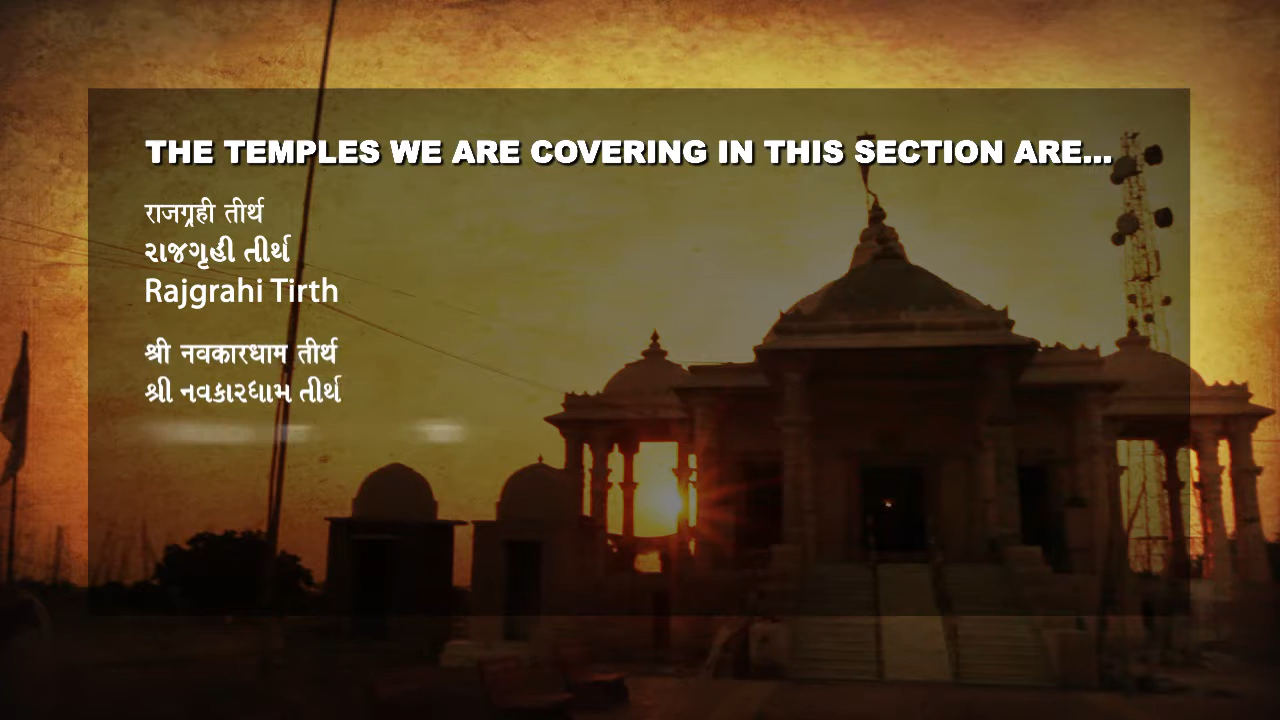 THE TEMPLES WE ARE COVERING IN THIS SECTION ARE...
राजग्रही तीर्थ
રાજગૃહી તીર્થ
Rajgrahi Tirth
श्री नवकारधाम तीर्थ
શ્રી નવકારધામ તીર્થ